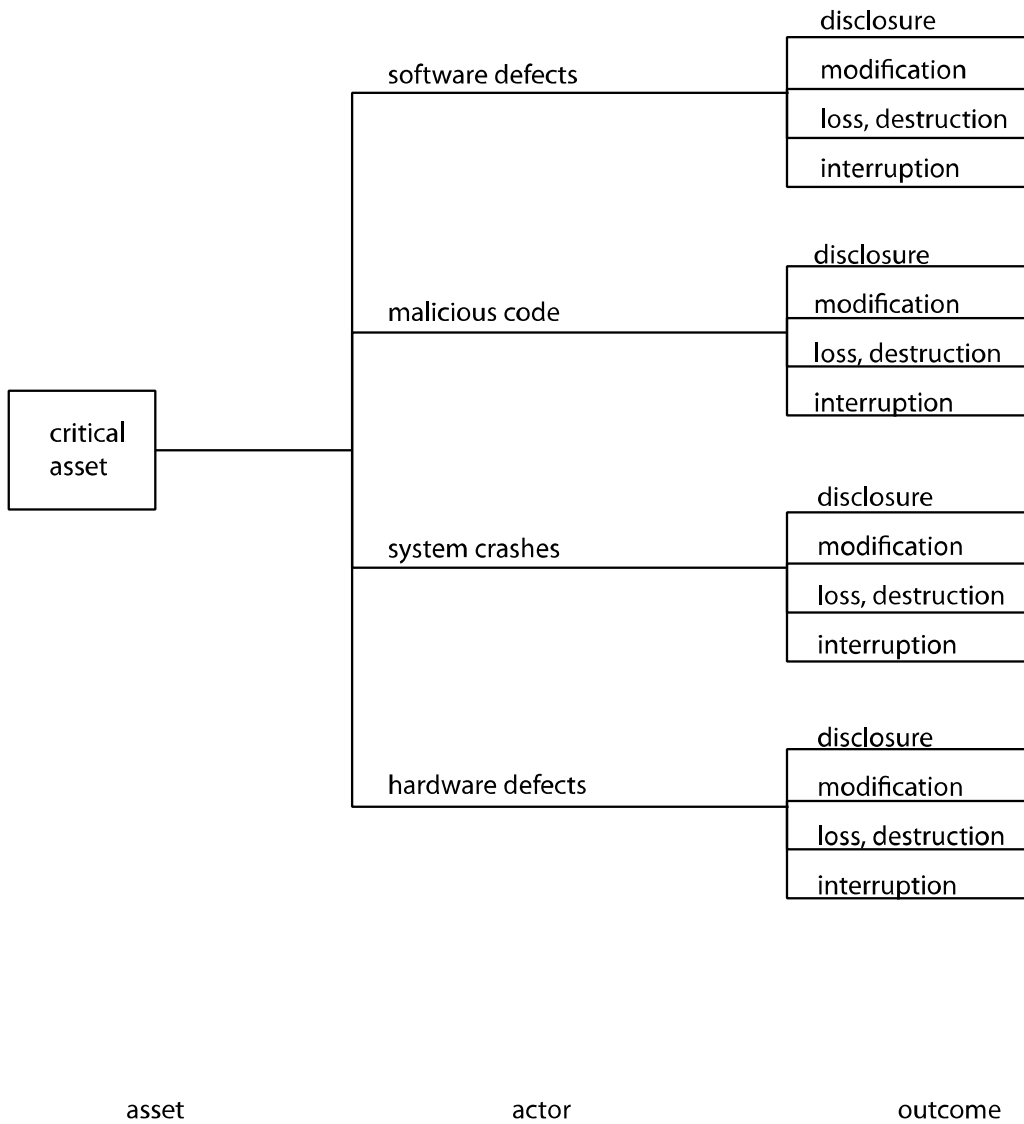 disclosure
software defects
modification
loss, destruction
interruption
disclosure
malicious code
modification
loss, destruction
interruption
critical
asset
disclosure
system crashes
modification
loss, destruction
interruption
disclosure
hardware defects
modification
loss, destruction
interruption
asset
actor
outcome